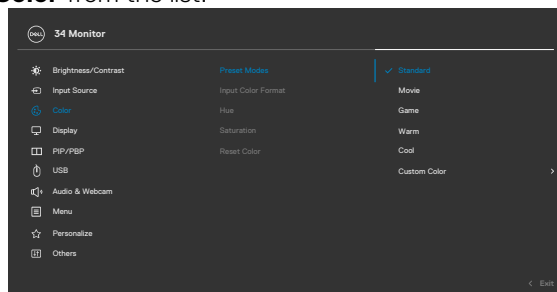 Color from the list.
DELL
34 Monitor
Brightness/Contrast Preset Modes Standard
Input Source Input Color Format Movie
Color Hue Game
Display Saturation Warm
PIP/PBP Reset Color Cool
USB Custom Color
Audio & Webcam
Menu
Personalize
Others
Exit